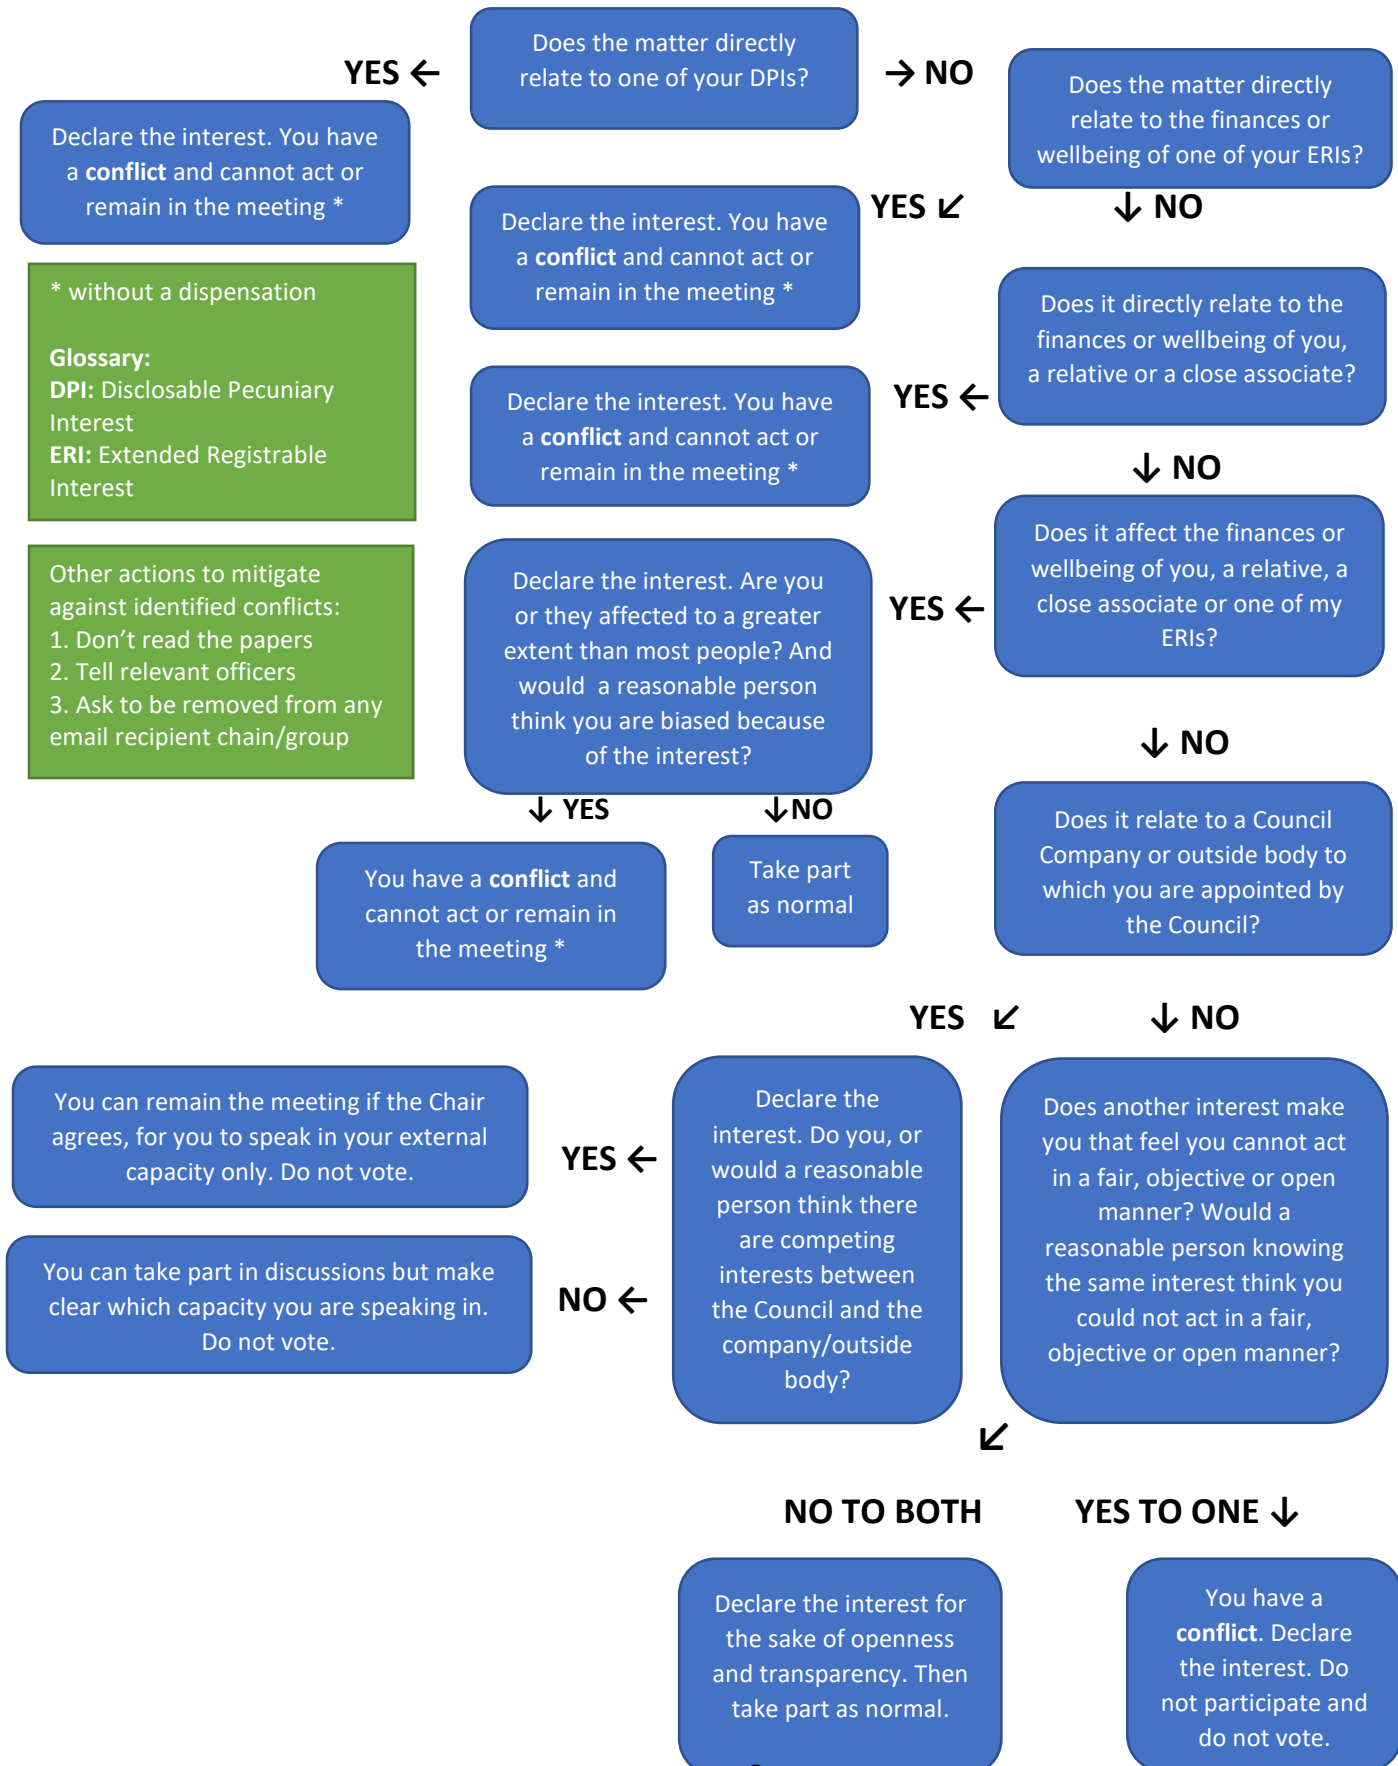 Does the matter directly
relate to one of your DPIs?
YES ←
→ NO
Does the matter directly
relate to the finances or
wellbeing of one of your ERIs?
Declare the interest. You have
a conflict and cannot act or
remain in the meeting *
YES ↙
↓ NO
Declare the interest. You have
a conflict and cannot act or
remain in the meeting *
* without a dispensation
Glossary:
DPI: Disclosable Pecuniary
Interest
ERI: Extended Registrable
Interest
Does it directly relate to the
finances or wellbeing of you,
a relative or a close associate?
YES ←
Declare the interest. You have
a conflict and cannot act or
remain in the meeting *
↓ NO
Does it affect the finances or
wellbeing of you, a relative, a
close associate or one of my
ERIs?
YES ←
Declare the interest. Are you
or they affected to a greater
extent than most people? And
would  a reasonable person
think you are biased because
of the interest?
Other actions to mitigate
against identified conflicts:
1. Don’t read the papers
2. Tell relevant officers
3. Ask to be removed from any
email recipient chain/group
↓ YES
↓NO
You have a conflict and
cannot act or remain in
the meeting *
Take part
as normal
↓ NO
Does it relate to a Council
Company or outside body to
which you are appointed by
the Council?
YES ↙
↓ NO
Declare the
interest. Do you, or
would a reasonable
person think there
are competing
interests between
the Council and the
company/outside
body?
YES ←
You can remain the meeting if the Chair
agrees, for you to speak in your external
capacity only. Do not vote.
NO ←
You can take part in discussions but make
clear which capacity you are speaking in.
Do not vote.
Does another interest make
you that feel you cannot act
in a fair, objective or open
manner? Would a
reasonable person knowing
the same interest think you
could not act in a fair,
objective or open manner?
↙
NO TO BOTH
YES TO ONE ↓
Declare the interest for
the sake of openness
and transparency. Then
take part as normal.
You have a
conflict. Declare
the interest. Do
not participate and
do not vote.